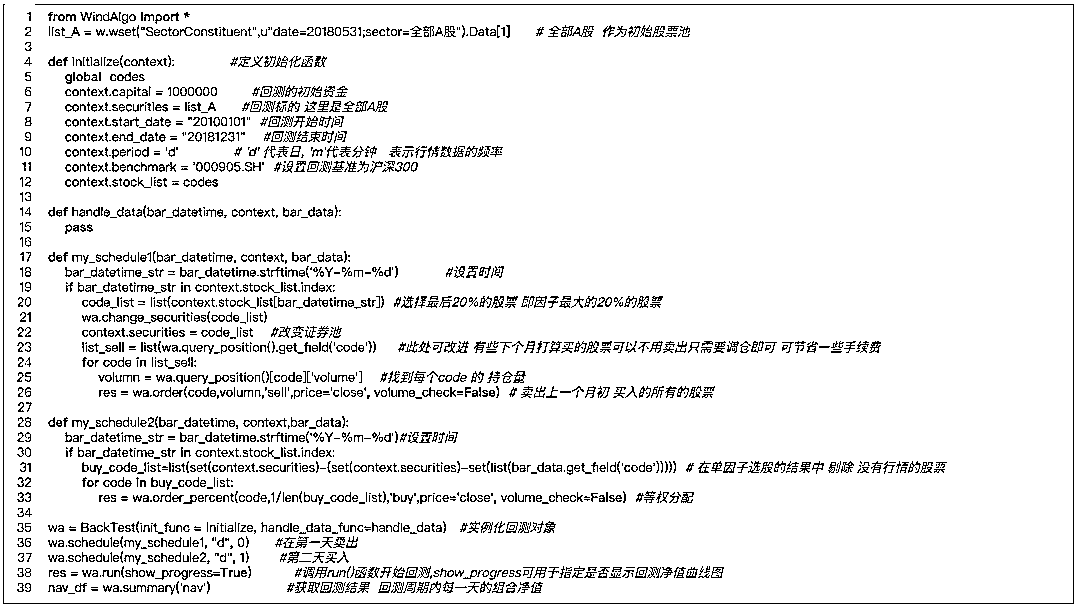 1 from WindAlgo import *
2 list_A = w.wset("SectorConstituent",u"date=20180531;sector=全部A股").Data[1] # 全部A股 作为初始股票池
3
4 def initialize(context): #定义初始化函数
5 global codes
6 context.capital = 1000000 #回测的初始资金
7 context.securities = list_A #回测标的 这里是全部A股
8 context.start_date = "20100101" #回测开始时间
9 context.end_date = "20181231" #回测结束时间
10 context.period = 'd' # 'd' 代表日, 'm'代表分钟 表示行情数据的频率
11 context.benchmark = '000905.SH' #设置回测基准为沪深300
12 context.stock_list = codes
13
14 def handle_data(bar_datetime, context, bar_data):
15 pass
16
17 def my_schedule1(bar_datetime, context, bar_data):
18 bar_datetime_str = bar_datetime.strftime('%Y-%m-%d') #设置时间
19 if bar_datetime_str in context.stock_list.index:
20 code_list = list(context.stock_list[bar_datetime_str]) #选择最后20%的股票 即因子最大的20%的股票
21 wa.change_securities(code_list)
22 context.securities = code_list #改变证券池
23 list_sell = list(wa.query_position().get_field('code')) #此处可改进 有些下个月打算买的股票可以不用卖出只需要调仓即可 可节省一些手续费
24 for code in list_sell:
25 volumn = wa.query_position()[code]['volume'] #找到每个code 的 持仓量
26 res = wa.order(code,volumn,'sell',price='close', volume_check=False) # 卖出上一个月初 买入的所有的股票
27
28 def my_schedule2(bar_datetime, context,bar_data):
29 bar_datetime_str = bar_datetime.strftime('%Y-%m-%d')#设置时间
30 if bar_datetime_str in context.stock_list.index:
31 buy_code_list=list(set(context.securities)-(set(context.securities)-set(list(bar_data.get_field('code'))))) # 在单因子选股的结果中 剔除 没有行情的股票
32 for code in buy_code_list:
33 res = wa.order_percent(code,1/len(buy_code_list),'buy',price='close', volume_check=False) #等权分配
34
35 wa = BackTest(init_func = initialize, handle_data_func=handle_data) #实例化回测对象
36 wa.schedule(my_schedule1, "d", 0) #在第一天卖出
37 wa.schedule(my_schedule2, "d", 1) #第二天买入
38 res = wa.run(show_progress=True) #调用run()函数开始回测,show_progress可用于指定是否显示回测净值曲线图
39 nav_df = wa.summary('nav') #获取回测结果 回测周期内每一天的组合净值